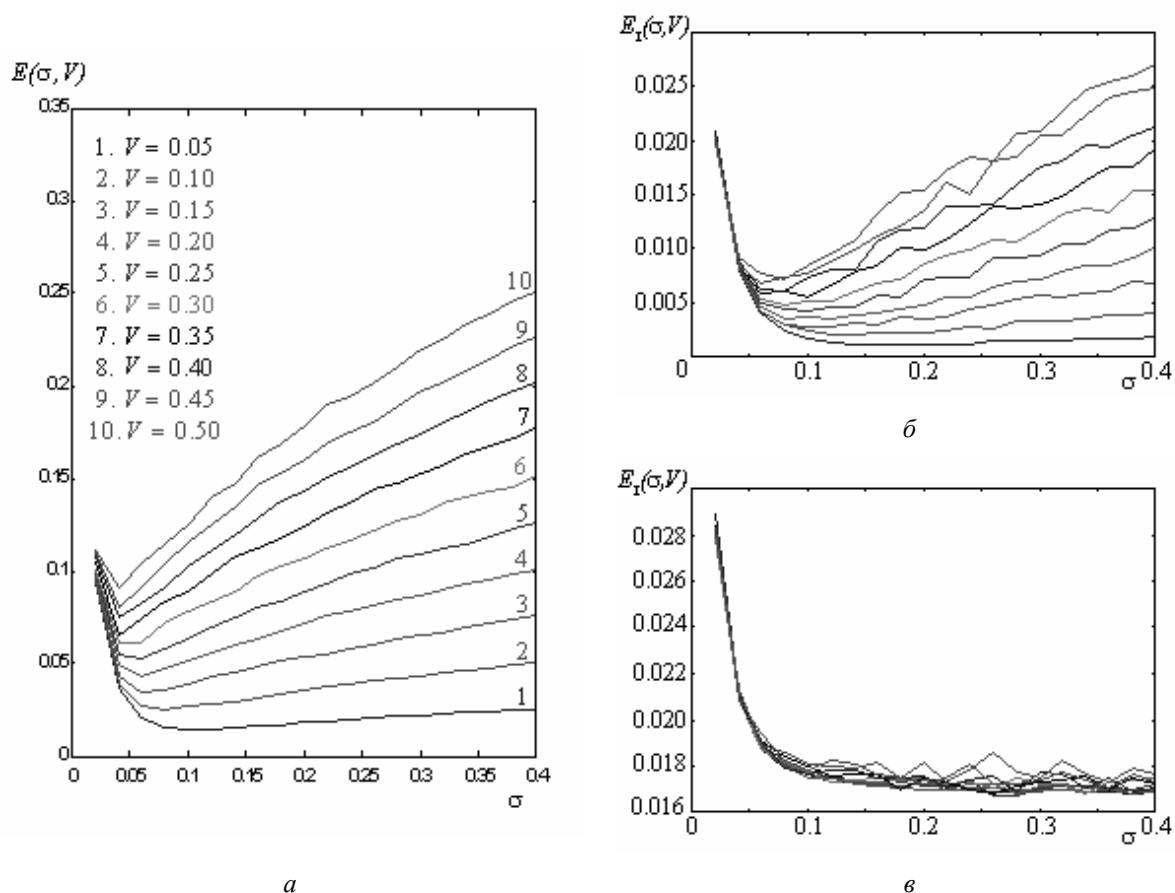 E(σ, V)
0.35
0.3
0.25
0.2
0.15
0.1
0.05
0
1. V = 0.05
2. V = 0.10
3. V = 0.15
4. V = 0.20
5. V = 0.25
6. V = 0.30
7. V = 0.35
8. V = 0.40
9. V = 0.45
10. V = 0.50
10
9
8
7
6
5
4
3
2
1
0 0.05 0.1 0.15 0.2 0.25 0.3 0.35 0.4
σ
а
E_I(σ,V)
0.025
0.020
0.015
0.010
0.005
0 0.1 0.2 0.3 0.4
σ
б
E_I(σ,V)
0.028
0.026
0.024
0.022
0.020
0.018
0.016
0 0.1 0.2 0.3 0.4
σ
в